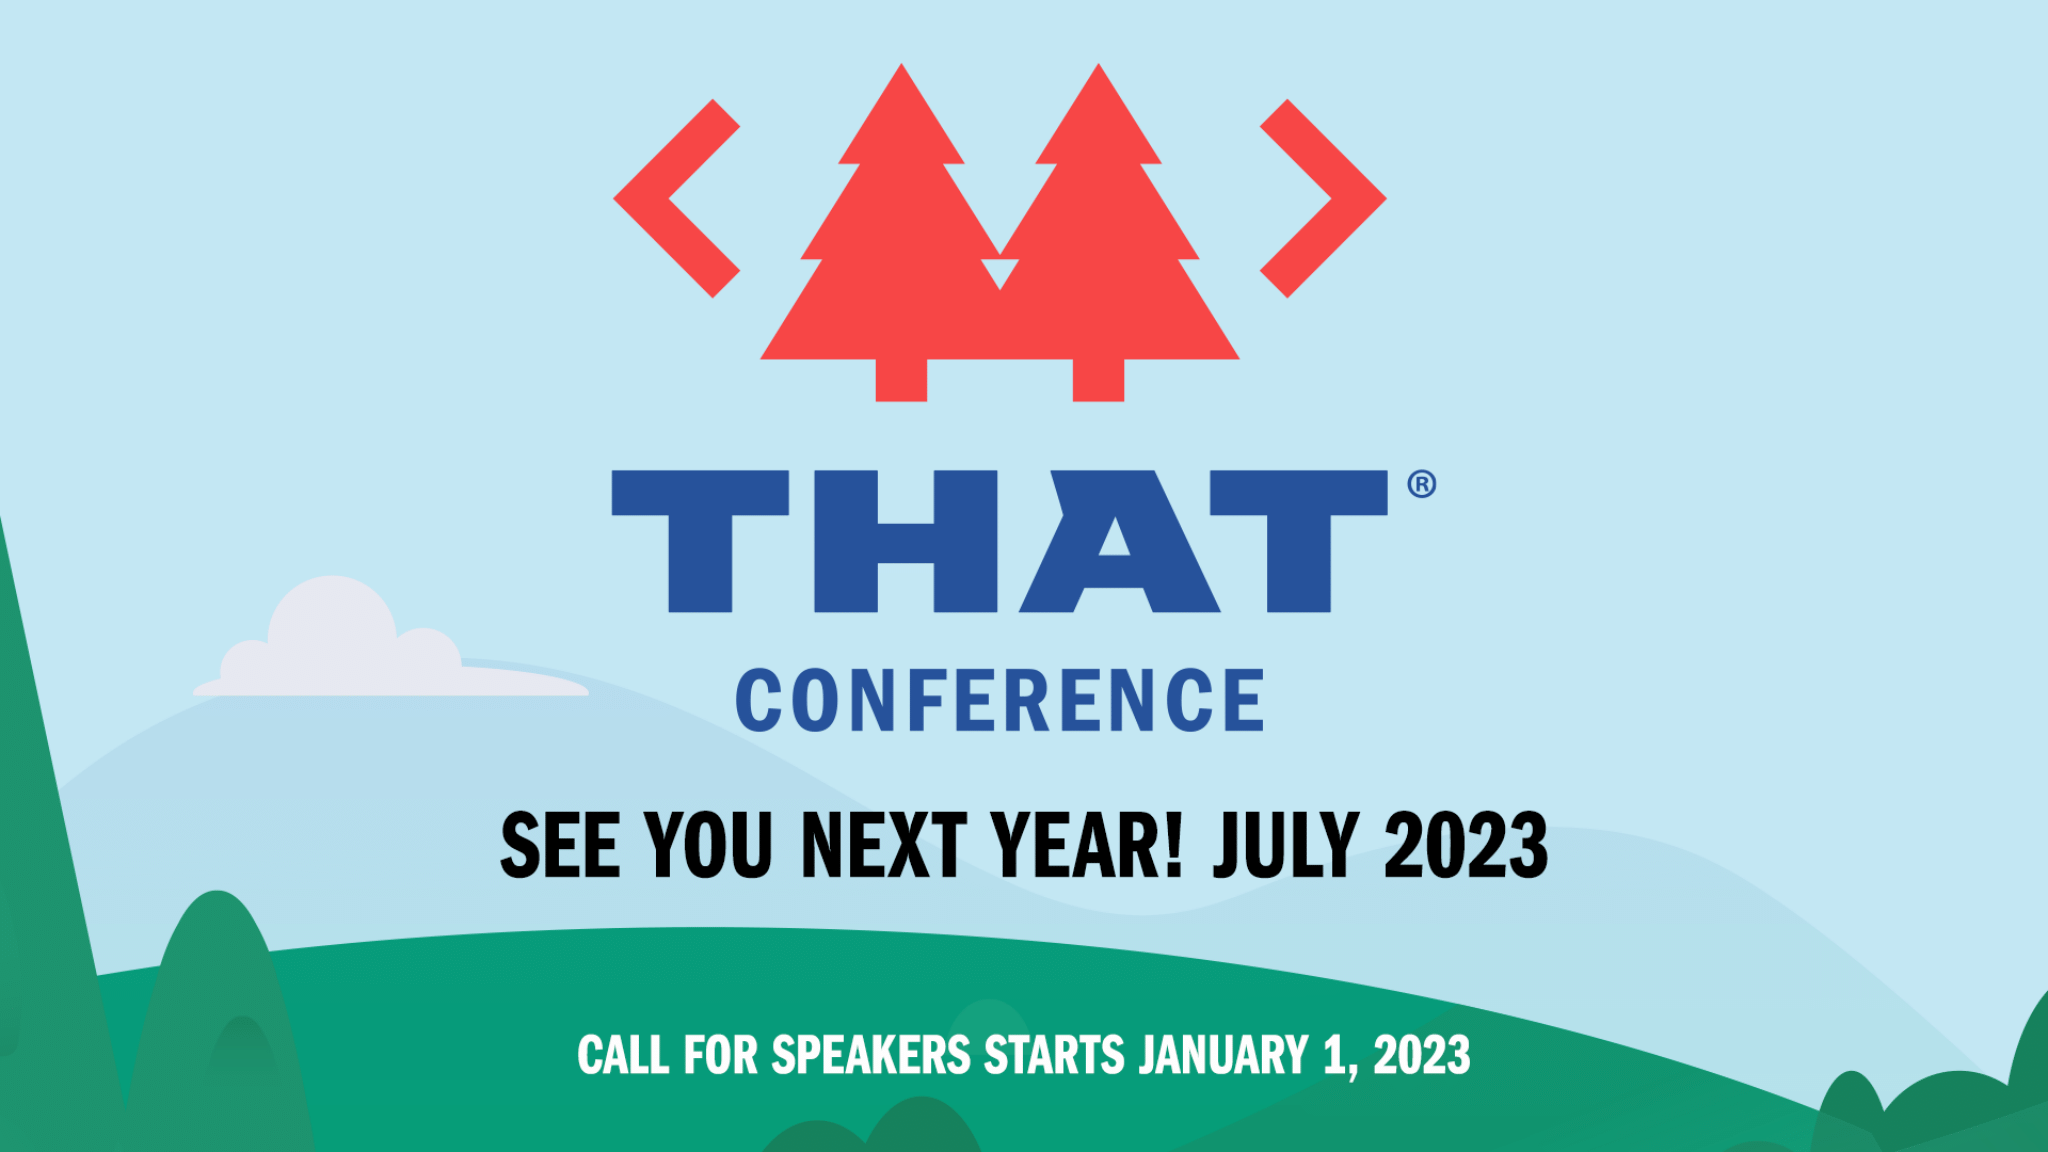 THAT®
CONFERENCE
SEE YOU NEXT YEAR! JULY 2023
CALL FOR SPEAKERS STARTS JANUARY 1, 2023